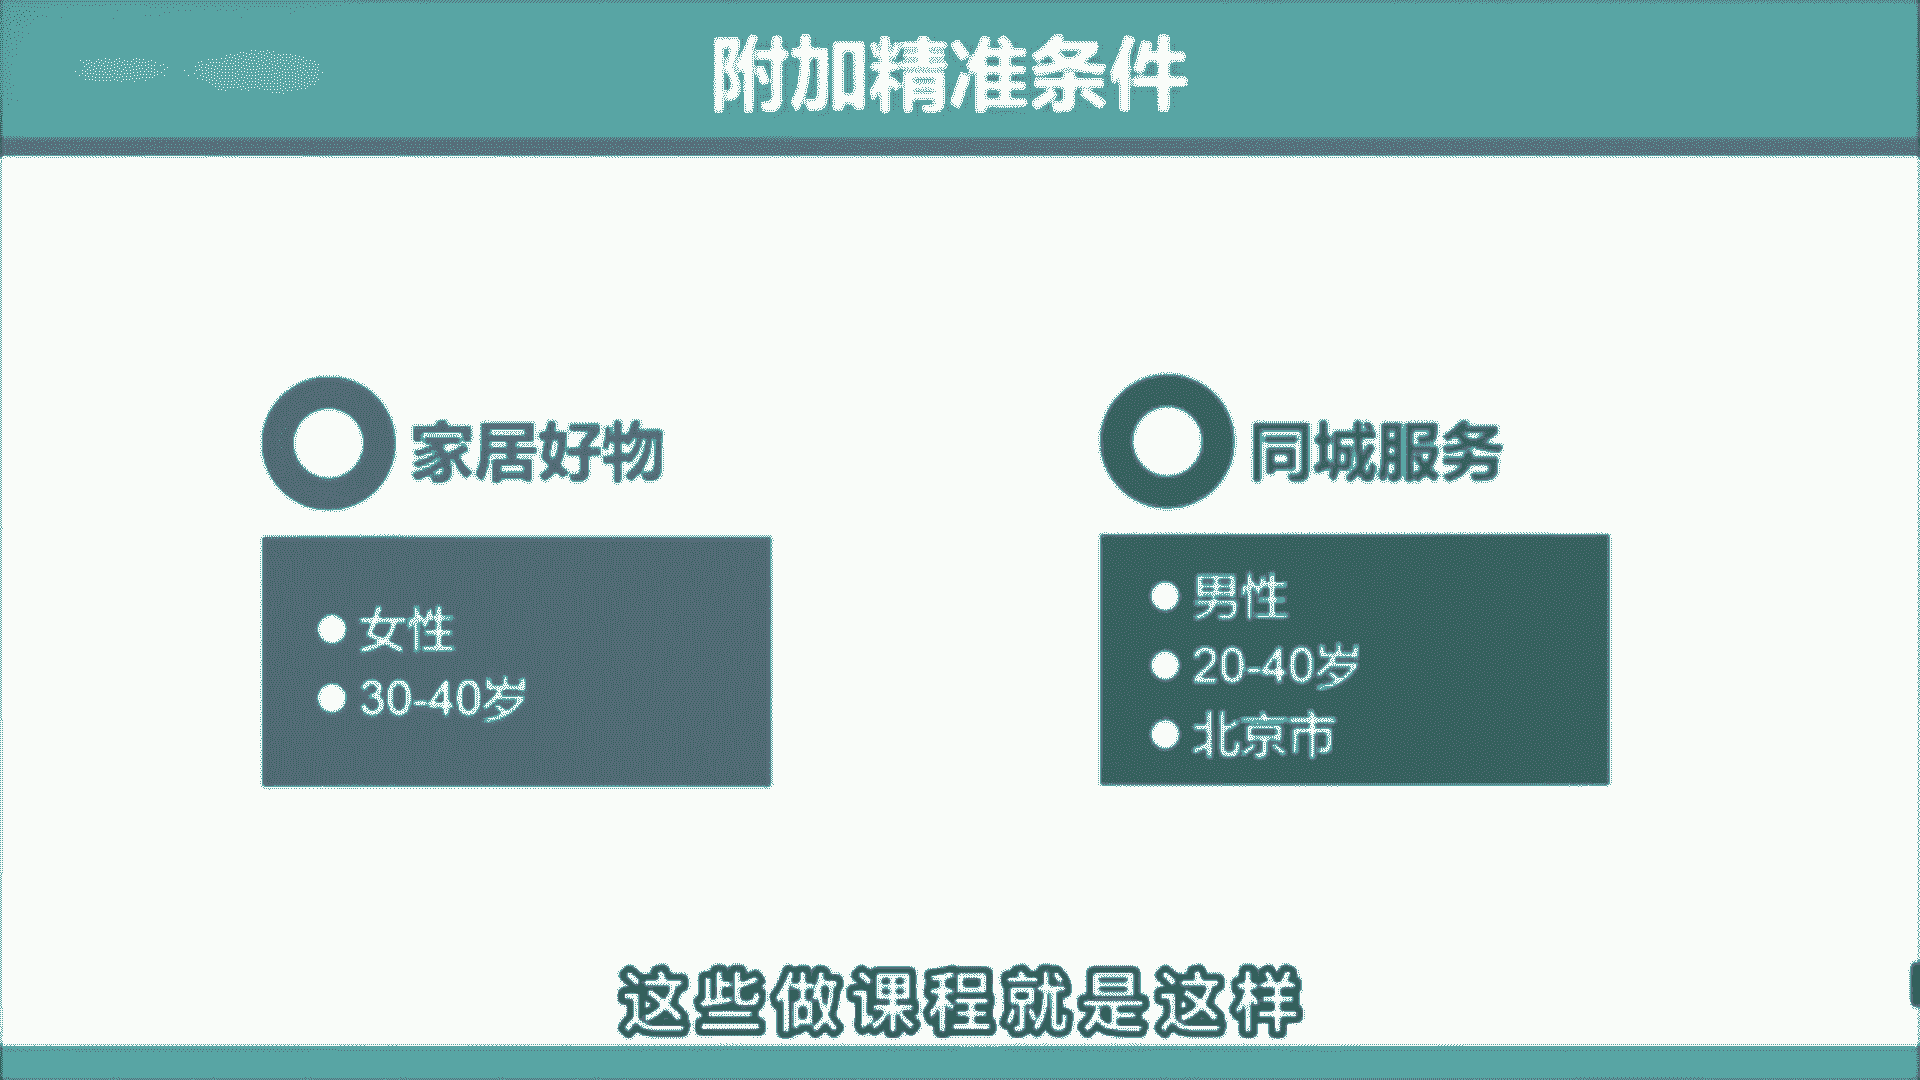 附加精准条件
家居好物
女性
30-40岁
同城服务
男性
20-40岁
北京市
这些做课程就是这样